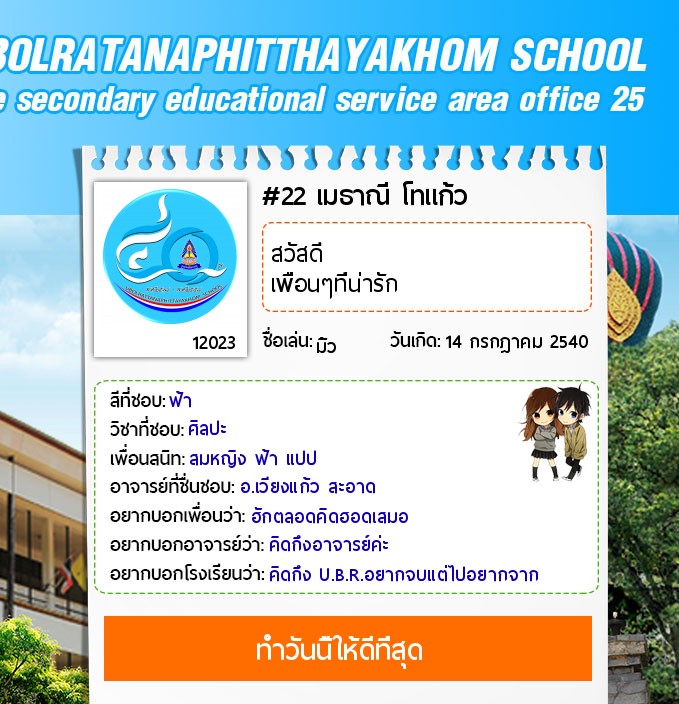 BOLRATANAPHITTHAYAKHOM SCHOOL
e secondary educational service area office 25
#22 เมธาณี โทแก้ว
สวัสดี
เพื่อนๆที่น่ารัก
12023
ชื่อเล่น: มิว วันเกิด: 14 กรกฎาคม 2540
สีที่ชอบ: ฟ้า
วิชาที่ชอบ: ศิลปะ
เพื่อนสนิท: สมหญิง ฟ้า แปป
อาจารย์ที่ชื่นชอบ: อ.เวียงแก้ว สะอาด
อยากบอกเพื่อนว่า: ฮักตลอดคิดฮอดเสมอ
อยากบอกอาจารย์ว่า: คิดถึงอาจารย์ค่ะ
อยากบอกโรงเรียนว่า: คิดถึง U.B.R.อยากจบแต่ไปอยากจาก
ทำวันนี้ให้ดีที่สุด